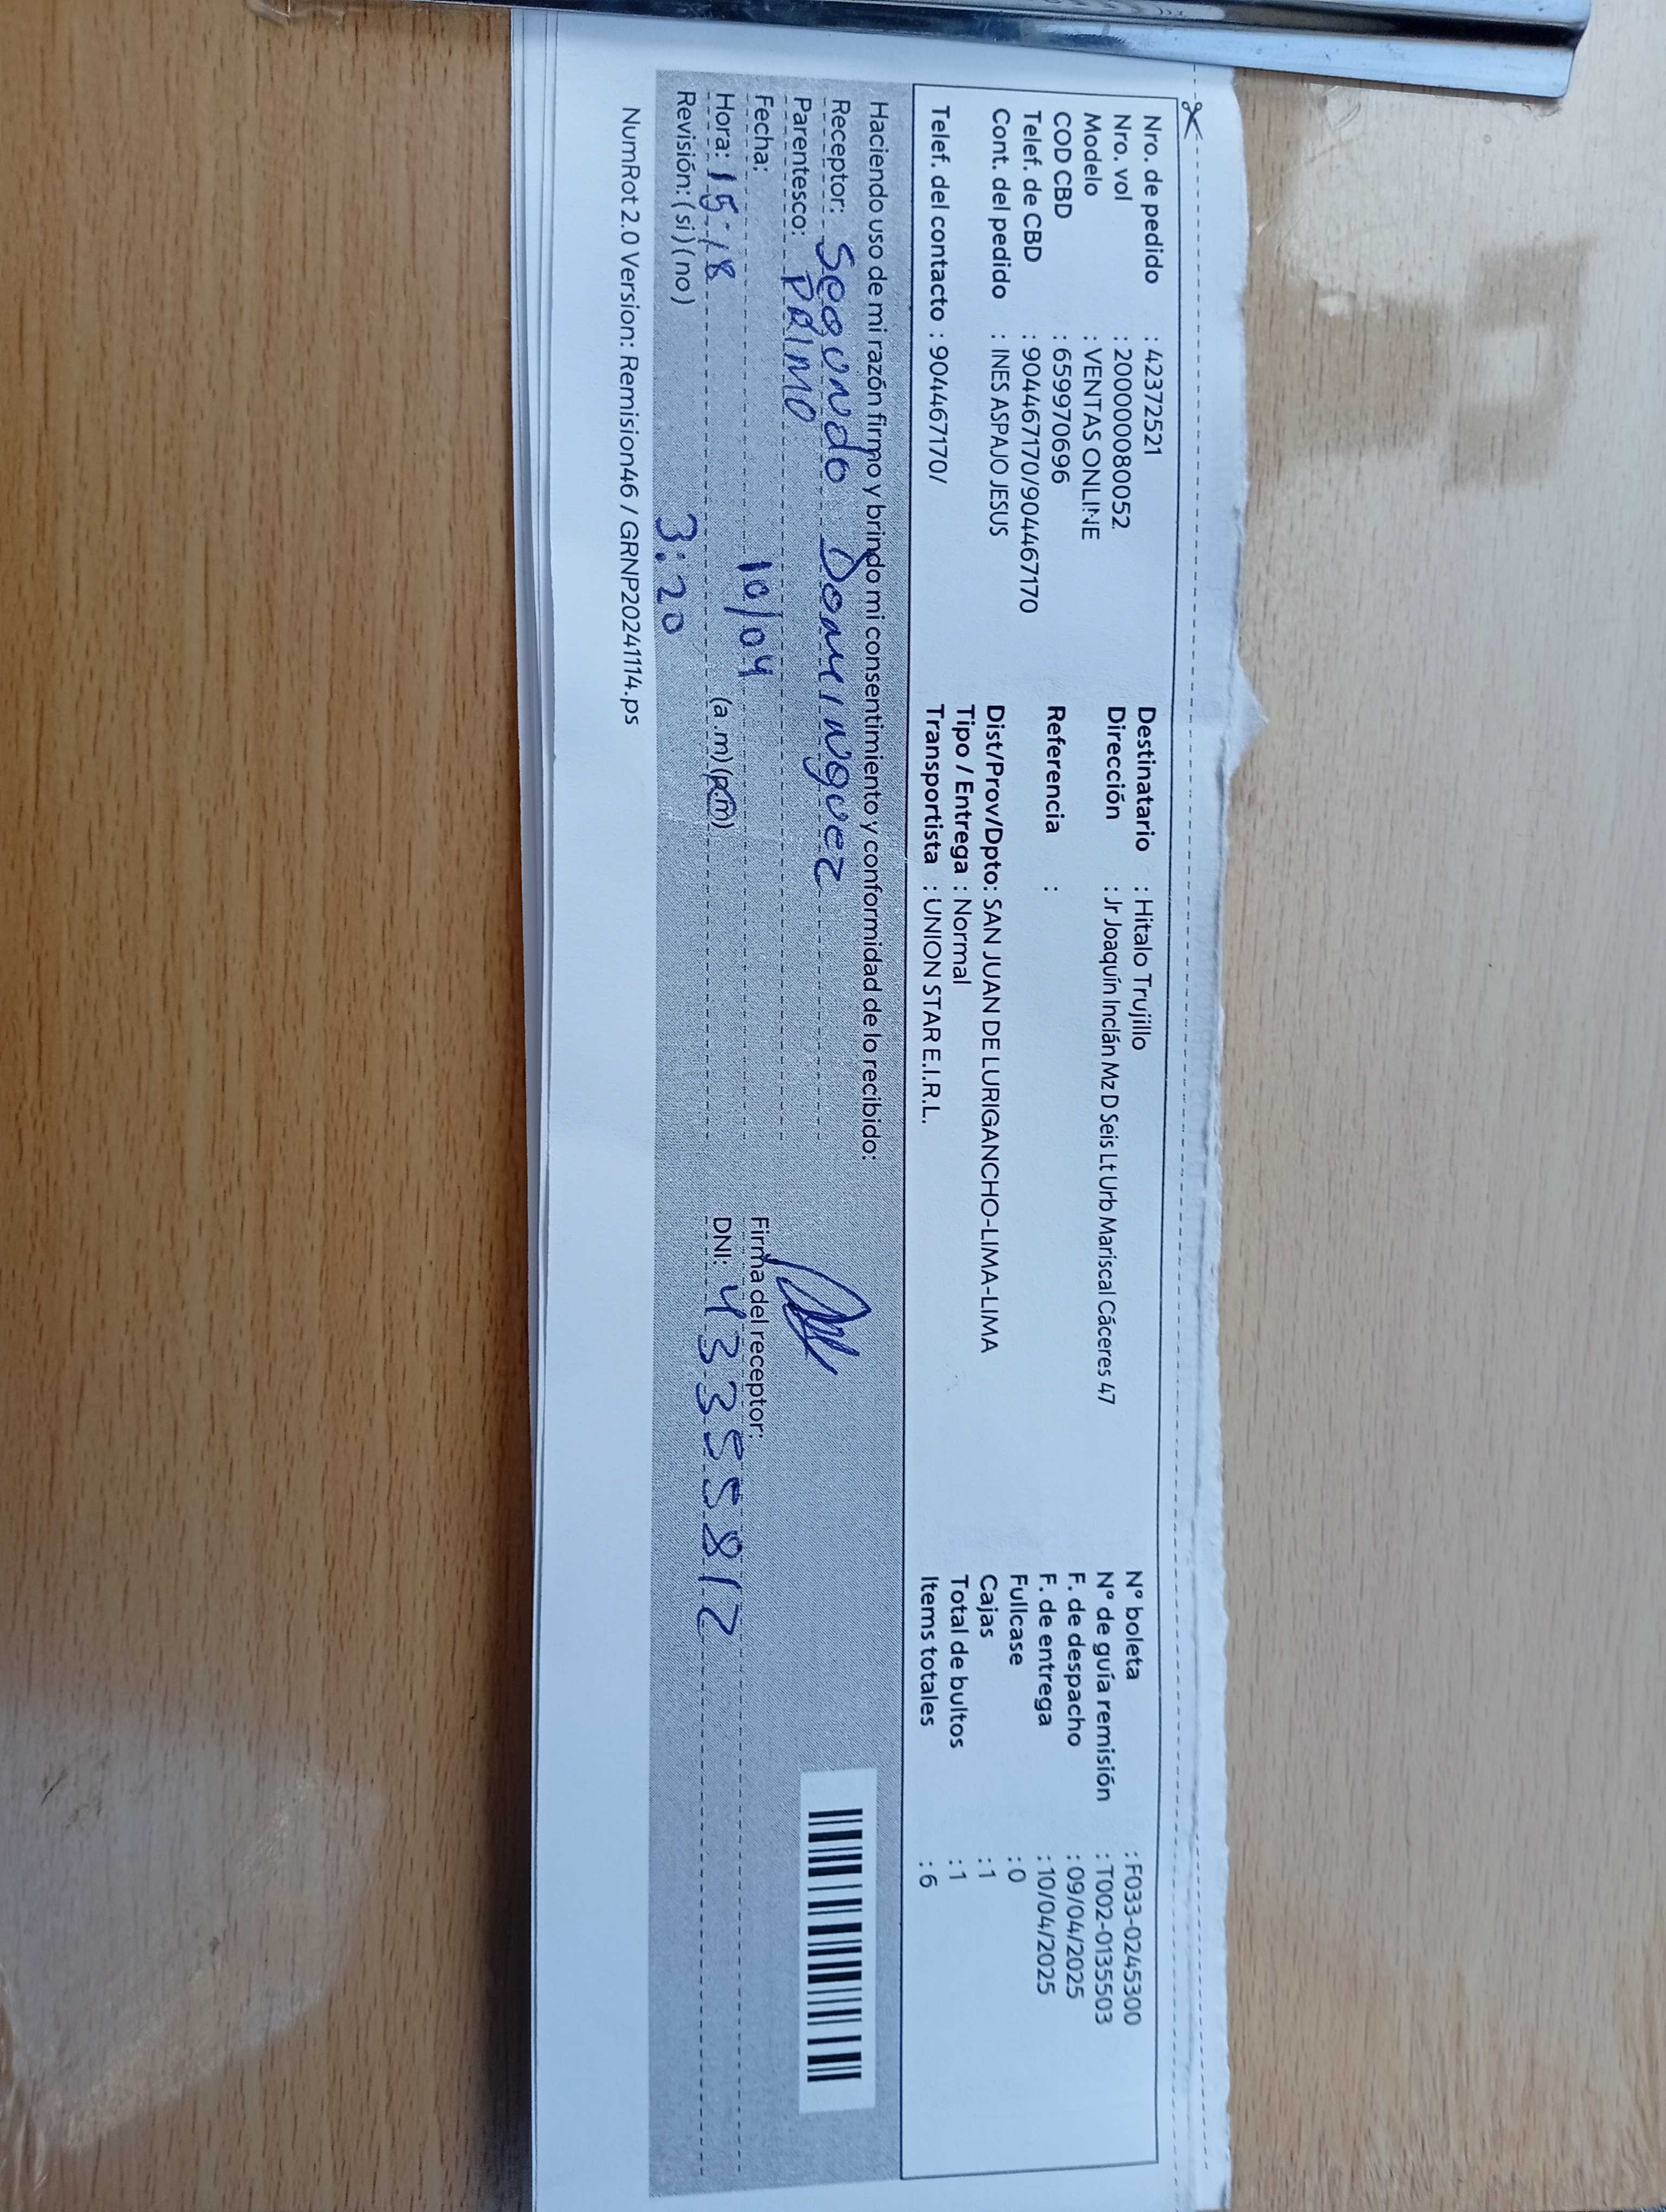 Nro. de pedido : 42372521
Nro. vol : 2000000080052
Modelo : VENTAS ONLINE
COD CBD : 659970696
Telef. de CBD : 904467170/904467170
Cont. del pedido : INES ASPAJO JESUS
Telef. del contacto : 904467170/
Destinatario : Hitalo Trujillo
Dirección : Jr Joaquín Inclán Mz D Seis Lt Urb Mariscal Cáceres 47
Referencia :
Dist/Prov/Dpto: SAN JUAN DE LURIGANCHO-LIMA-LIMA
Tipo / Entrega : Normal
Transportista : UNION STAR E.I.R.L.
N° boleta : F033-0245300
N° de guía remisión : T002-0135503
F. de despacho : 09/04/2025
F. de entrega : 10/04/2025
Fullcase : 0
Cajas : 1
Total de bultos : 1
Items totales : 6
Haciendo uso de mi razón firmo y brindo mi consentimiento y conformidad de lo recibido:
Receptor: Segundo Dominguez
Parentesco: PRIMO
Fecha: 10/04
Hora: 15:18 (a .m) (p.m)
Revisión: (si) (no) 3:20
Firma del receptor:
DNI: 43355812
NumRot 2.0 Version: Remision46 / GRNP20241114.ps